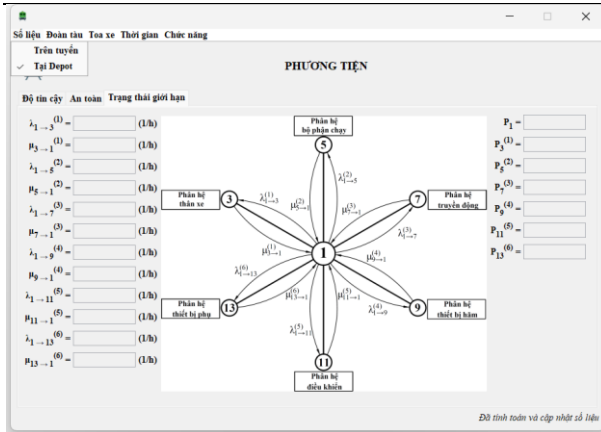 Số liệu Đoàn tàu Toa xe Thời gian Chức năng
Trên tuyến
✓ Tại Depot
PHƯƠNG TIỆN
Độ tin cậy An toàn Trạng thái giới hạn
λ₁→₃⁽¹⁾ = (1/h)
μ₃→₁⁽¹⁾ = (1/h)
λ₁→₅⁽²⁾ = (1/h)
μ₅→₁⁽²⁾ = (1/h)
λ₁→₇⁽³⁾ = (1/h)
μ₇→₁⁽³⁾ = (1/h)
λ₁→₉⁽⁴⁾ = (1/h)
μ₉→₁⁽⁴⁾ = (1/h)
λ₁→₁₁⁽⁵⁾ = (1/h)
μ₁₁→₁⁽⁵⁾ = (1/h)
λ₁→₁₃⁽⁶⁾ = (1/h)
μ₁₃→₁⁽⁶⁾ = (1/h)
Phân hệ
bộ phận chạy
5
λ₁→₅⁽²⁾
μ₅→₁⁽²⁾
Phân hệ
thân xe
3
λ₁→₃⁽¹⁾
μ₃→₁⁽¹⁾
7
Phân hệ
truyền động
μ₇→₁⁽³⁾
λ₁→₇⁽³⁾
1
λ₁→₁₃⁽⁶⁾
μ₁₃→₁⁽⁶⁾
μ₁₁→₁⁽⁵⁾
μ₉→₁⁽⁴⁾
λ₁→₉⁽⁴⁾
Phân hệ
thiết bị phụ
13
9
Phân hệ
thiết bị hãm
λ₁→₁₁⁽⁵⁾
11
Phân hệ
điều khiển
P₁ =
P₃⁽¹⁾ =
P₅⁽²⁾ =
P₇⁽³⁾ =
P₉⁽⁴⁾ =
P₁₁⁽⁵⁾ =
P₁₃⁽⁶⁾ =
Đã tính toán và cập nhật số liệu